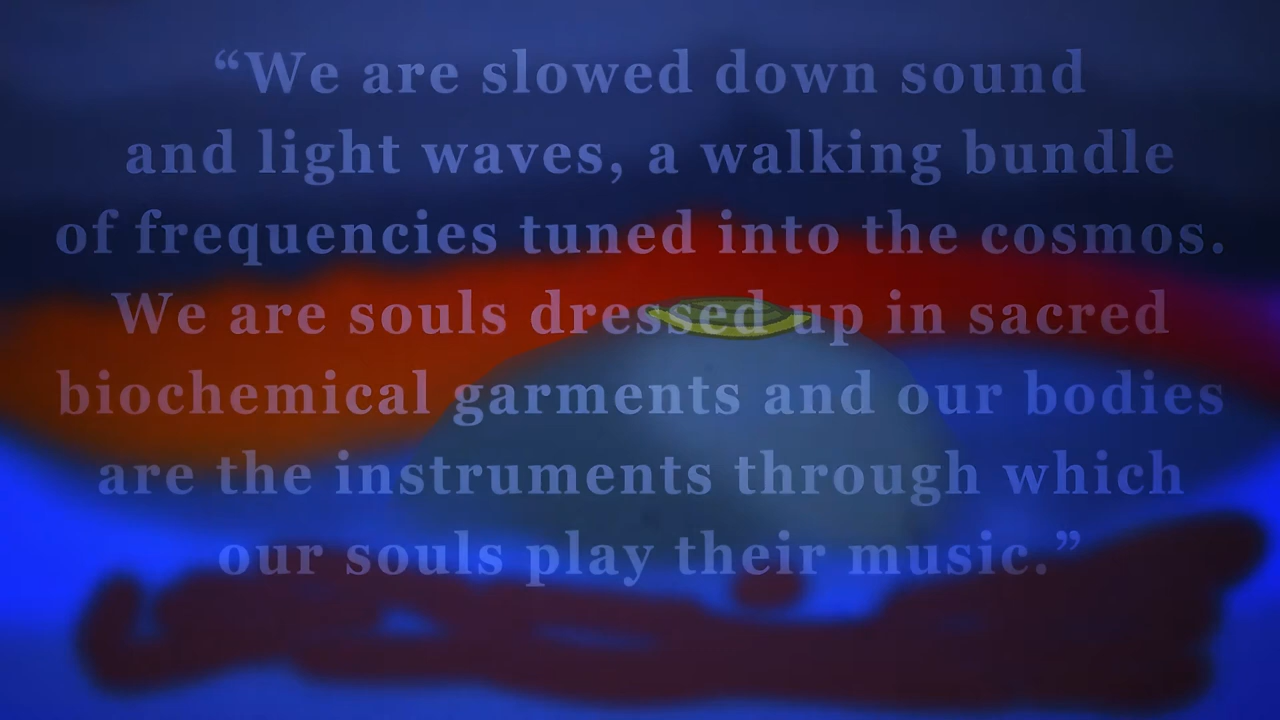 “We are slowed down sound
and light waves, a walking bundle
of frequencies tuned into the cosmos.
We are souls dressed up in sacred
biochemical garments and our bodies
are the instruments through which
our souls play their music.”